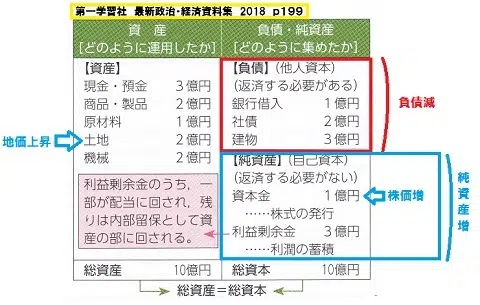 第一学習社 最新政治・経済資料集 2018 p199
資 産
[どのように運用したか]
負債・純資産
[どのように集めたか]
【資産】
現金・預金 3億円
商品・製品 2億円
原材料 1億円
土地 2億円
機械 2億円
地価上昇
利益剰余金のうち，一
部が配当に回され，残
りは内部留保として資
産の部に回される。
【負債】(他人資本)
(返済する必要がある)
銀行借入 1億円
社債 2億円
建物 3億円
負債減
【純資産】(自己資本)
(返済する必要がない)
資本金 1億円
……株式の発行
利益剰余金 3億円
……利潤の蓄積
株価増
純資産増
総資産 10億円
総資本 10億円
総資産＝総資本